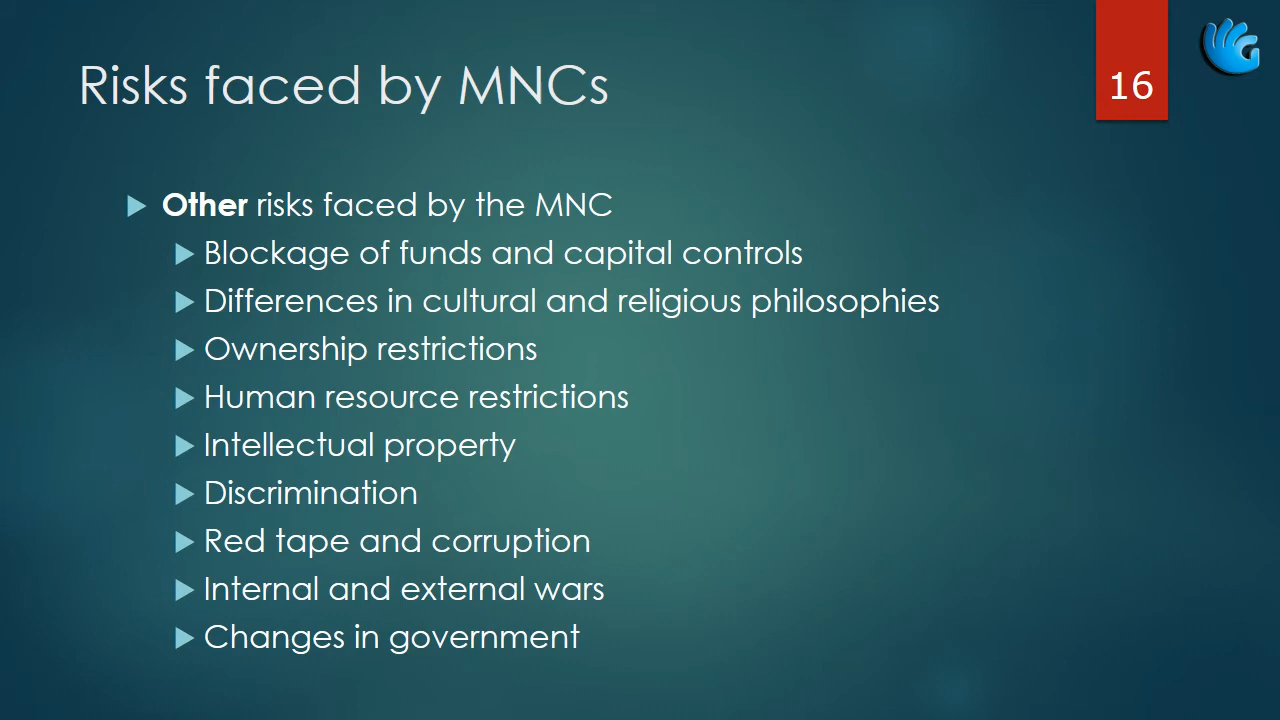 Risks faced by MNCs
16
Other risks faced by the MNC
Blockage of funds and capital controls
Differences in cultural and religious philosophies
Ownership restrictions
Human resource restrictions
Intellectual property
Discrimination
Red tape and corruption
Internal and external wars
Changes in government